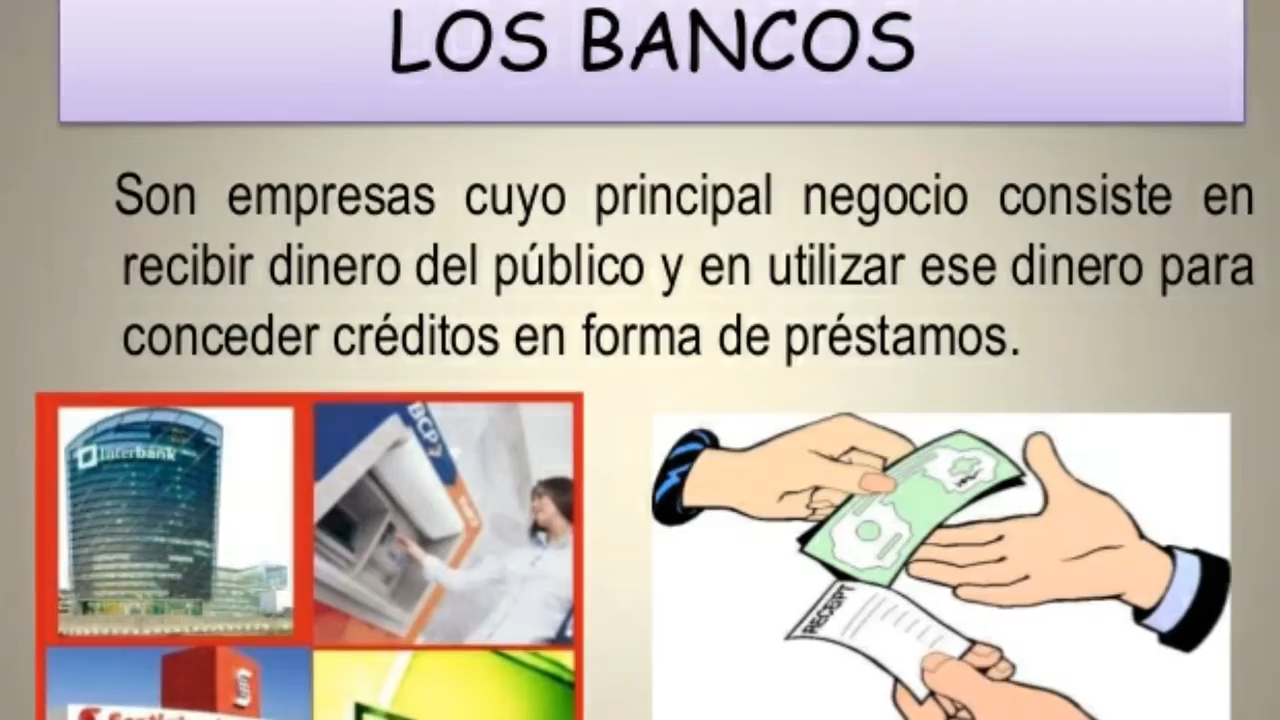 LOS BANCOS
Son empresas cuyo principal negocio consiste en
recibir dinero del público y en utilizar ese dinero para
conceder créditos en forma de préstamos.
Interbank
BCP
RECEIPT